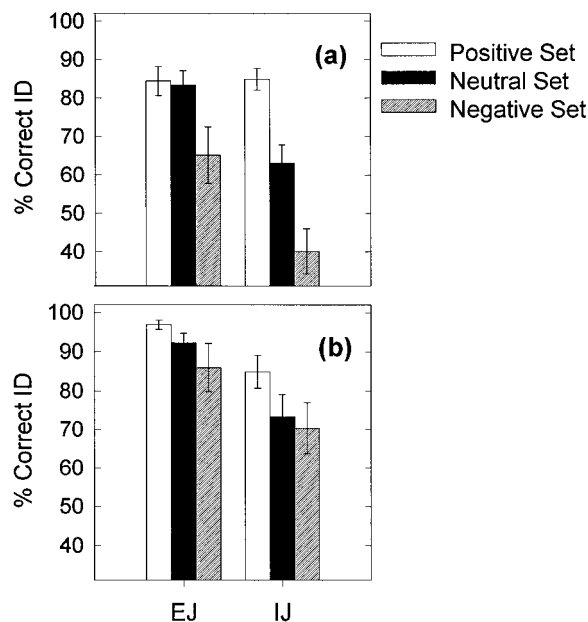 100
90
80
70
60
50
40
% Correct ID
(a)
Positive Set
Neutral Set
Negative Set
100
90
80
70
60
50
40
% Correct ID
(b)
EJ IJ